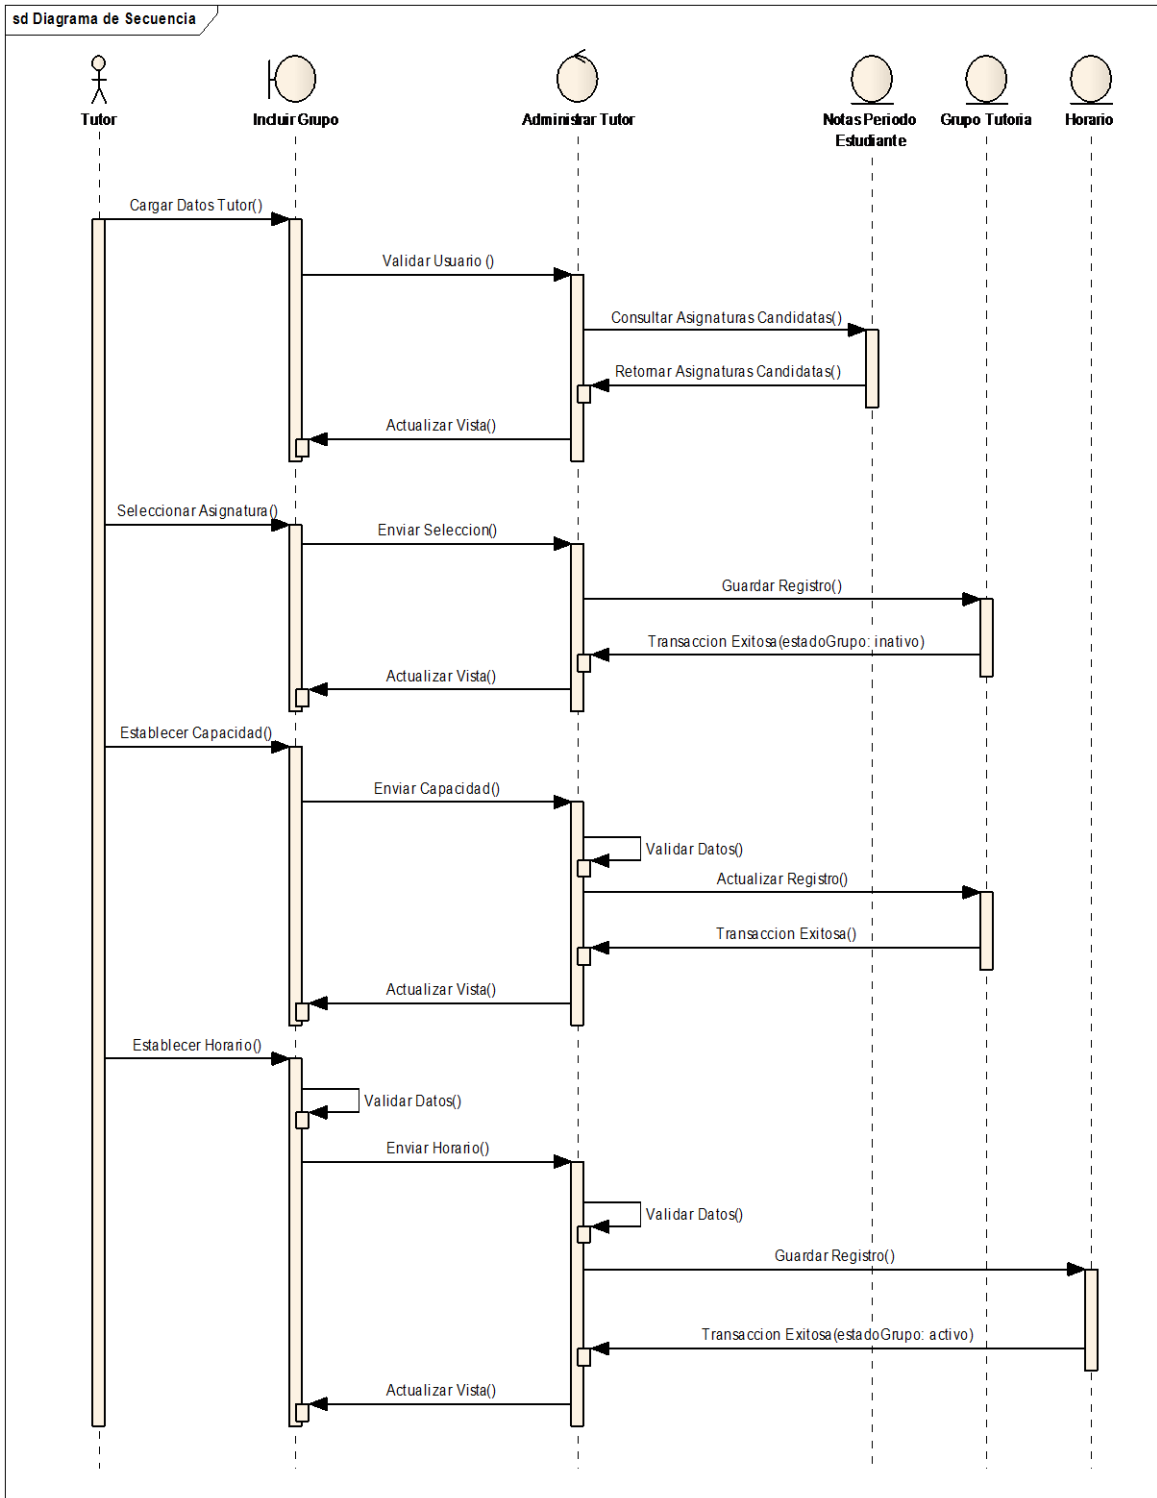 sd Diagrama de Secuencia
Tutor
Incluir Grupo
Administrar Tutor
Notas Periodo
Estudiante
Grupo Tutoria
Horario
Cargar Datos Tutor()
Validar Usuario ()
Consultar Asignaturas Candidatas()
Retornar Asignaturas Candidatas()
Actualizar Vista()
Seleccionar Asignatura()
Enviar Seleccion()
Guardar Registro()
Transaccion Exitosa(estadoGrupo: inativo)
Actualizar Vista()
Establecer Capacidad()
Enviar Capacidad()
Validar Datos()
Actualizar Registro()
Transaccion Exitosa()
Actualizar Vista()
Establecer Horario()
Validar Datos()
Enviar Horario()
Validar Datos()
Guardar Registro()
Transaccion Exitosa(estadoGrupo: activo)
Actualizar Vista()